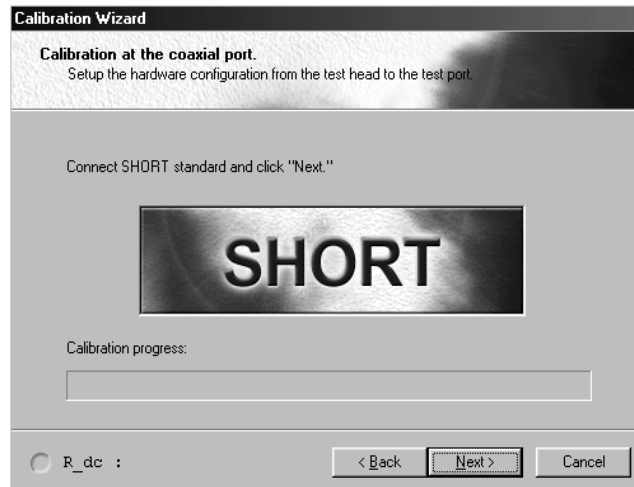 Calibration Wizard
Calibration at the coaxial port.
Setup the hardware configuration from the test head to the test port.
Connect SHORT standard and click "Next."
SHORT
Calibration progress:
R_dc :
< Back
Next >
Cancel